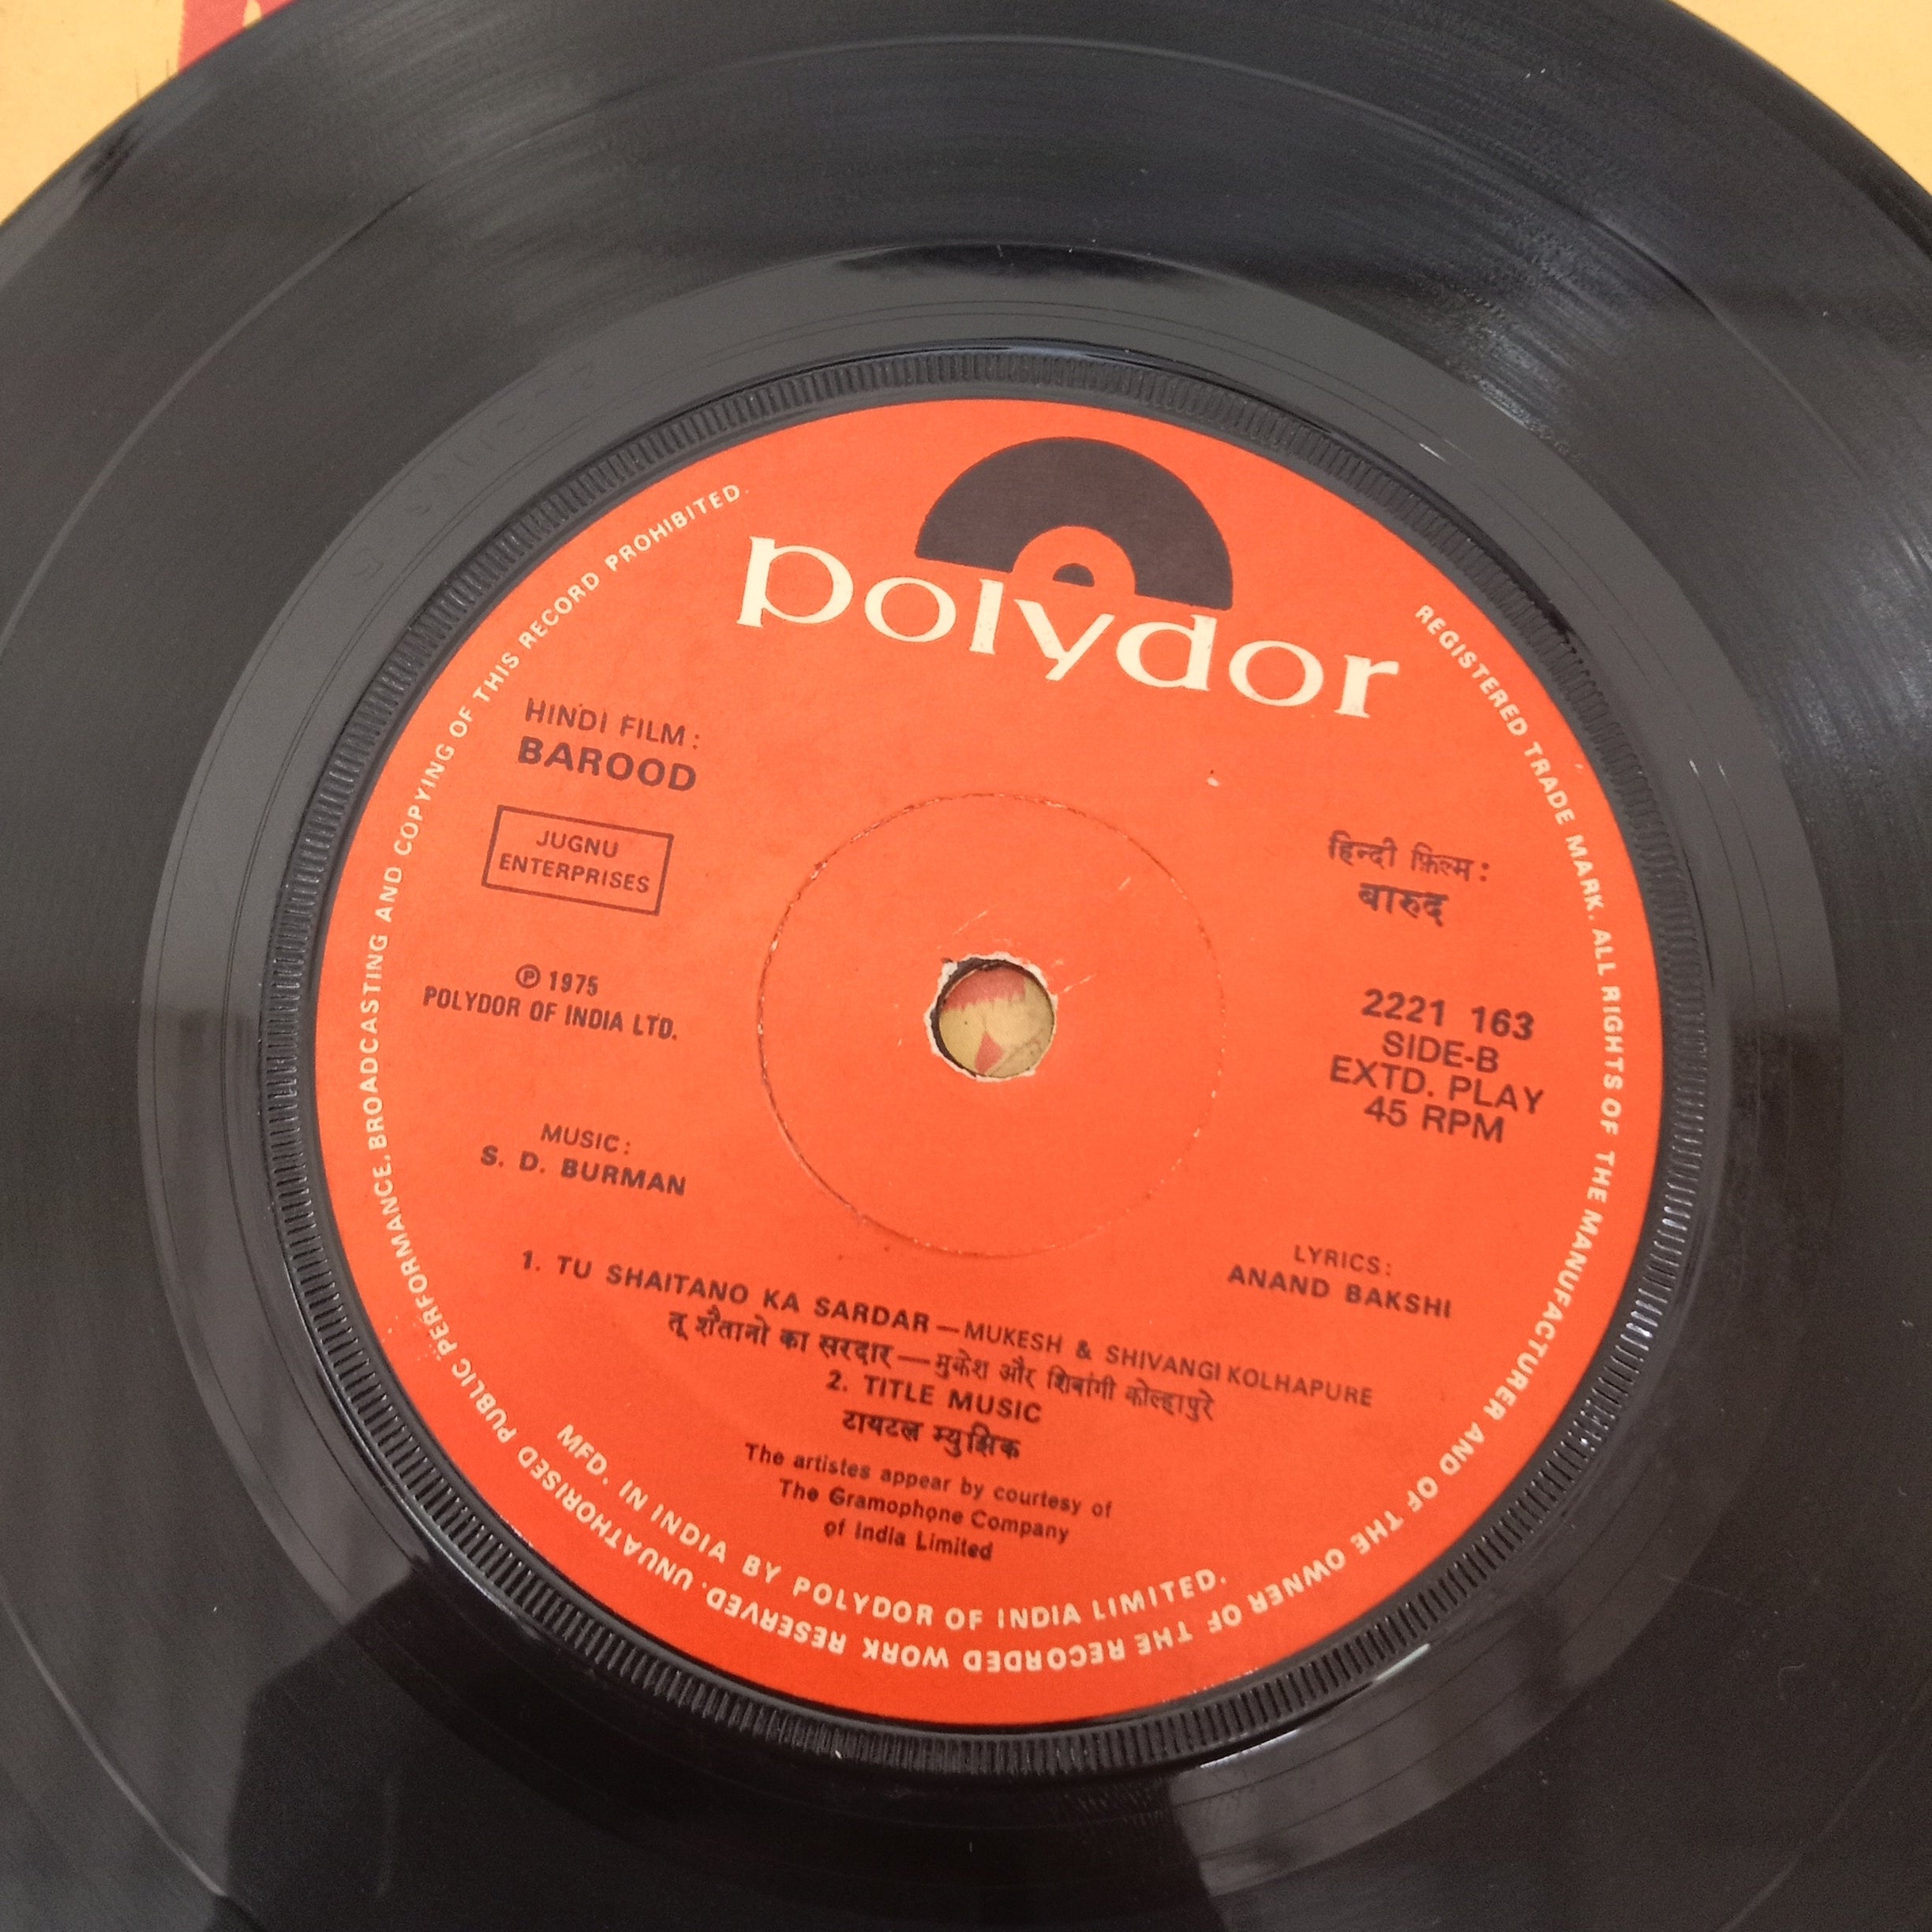 polydor
HINDI FILM:
BAROOD
JUGNU
ENTERPRISES
℗ 1975
POLYDOR OF INDIA LTD.
MUSIC:
S. D. BURMAN
हिन्दी फ़िल्म:
बारुद
2221 163
SIDE-B
EXTD. PLAY
45 RPM
LYRICS:
ANAND BAKSHI
1. TU SHAITANO KA SARDAR—MUKESH & SHIVANGI KOLHAPURE
तू शैतानो का सरदार—मुकेश और शिवांगी कोल्हापुरे
2. TITLE MUSIC
टायटल म्युझिक
The artistes appear by courtesy of
The Gramophone Company
of India Limited
MFD. IN INDIA BY POLYDOR OF INDIA LIMITED.
REGISTERED TRADE MARK. ALL RIGHTS OF THE MANUFACTURER AND OF THE OWNER OF THE RECORDED WORK RESERVED. UNUATHORISED PUBLIC PERFORMANCE, BROADCASTING AND COPYING OF THIS RECORD PROHIBITED.